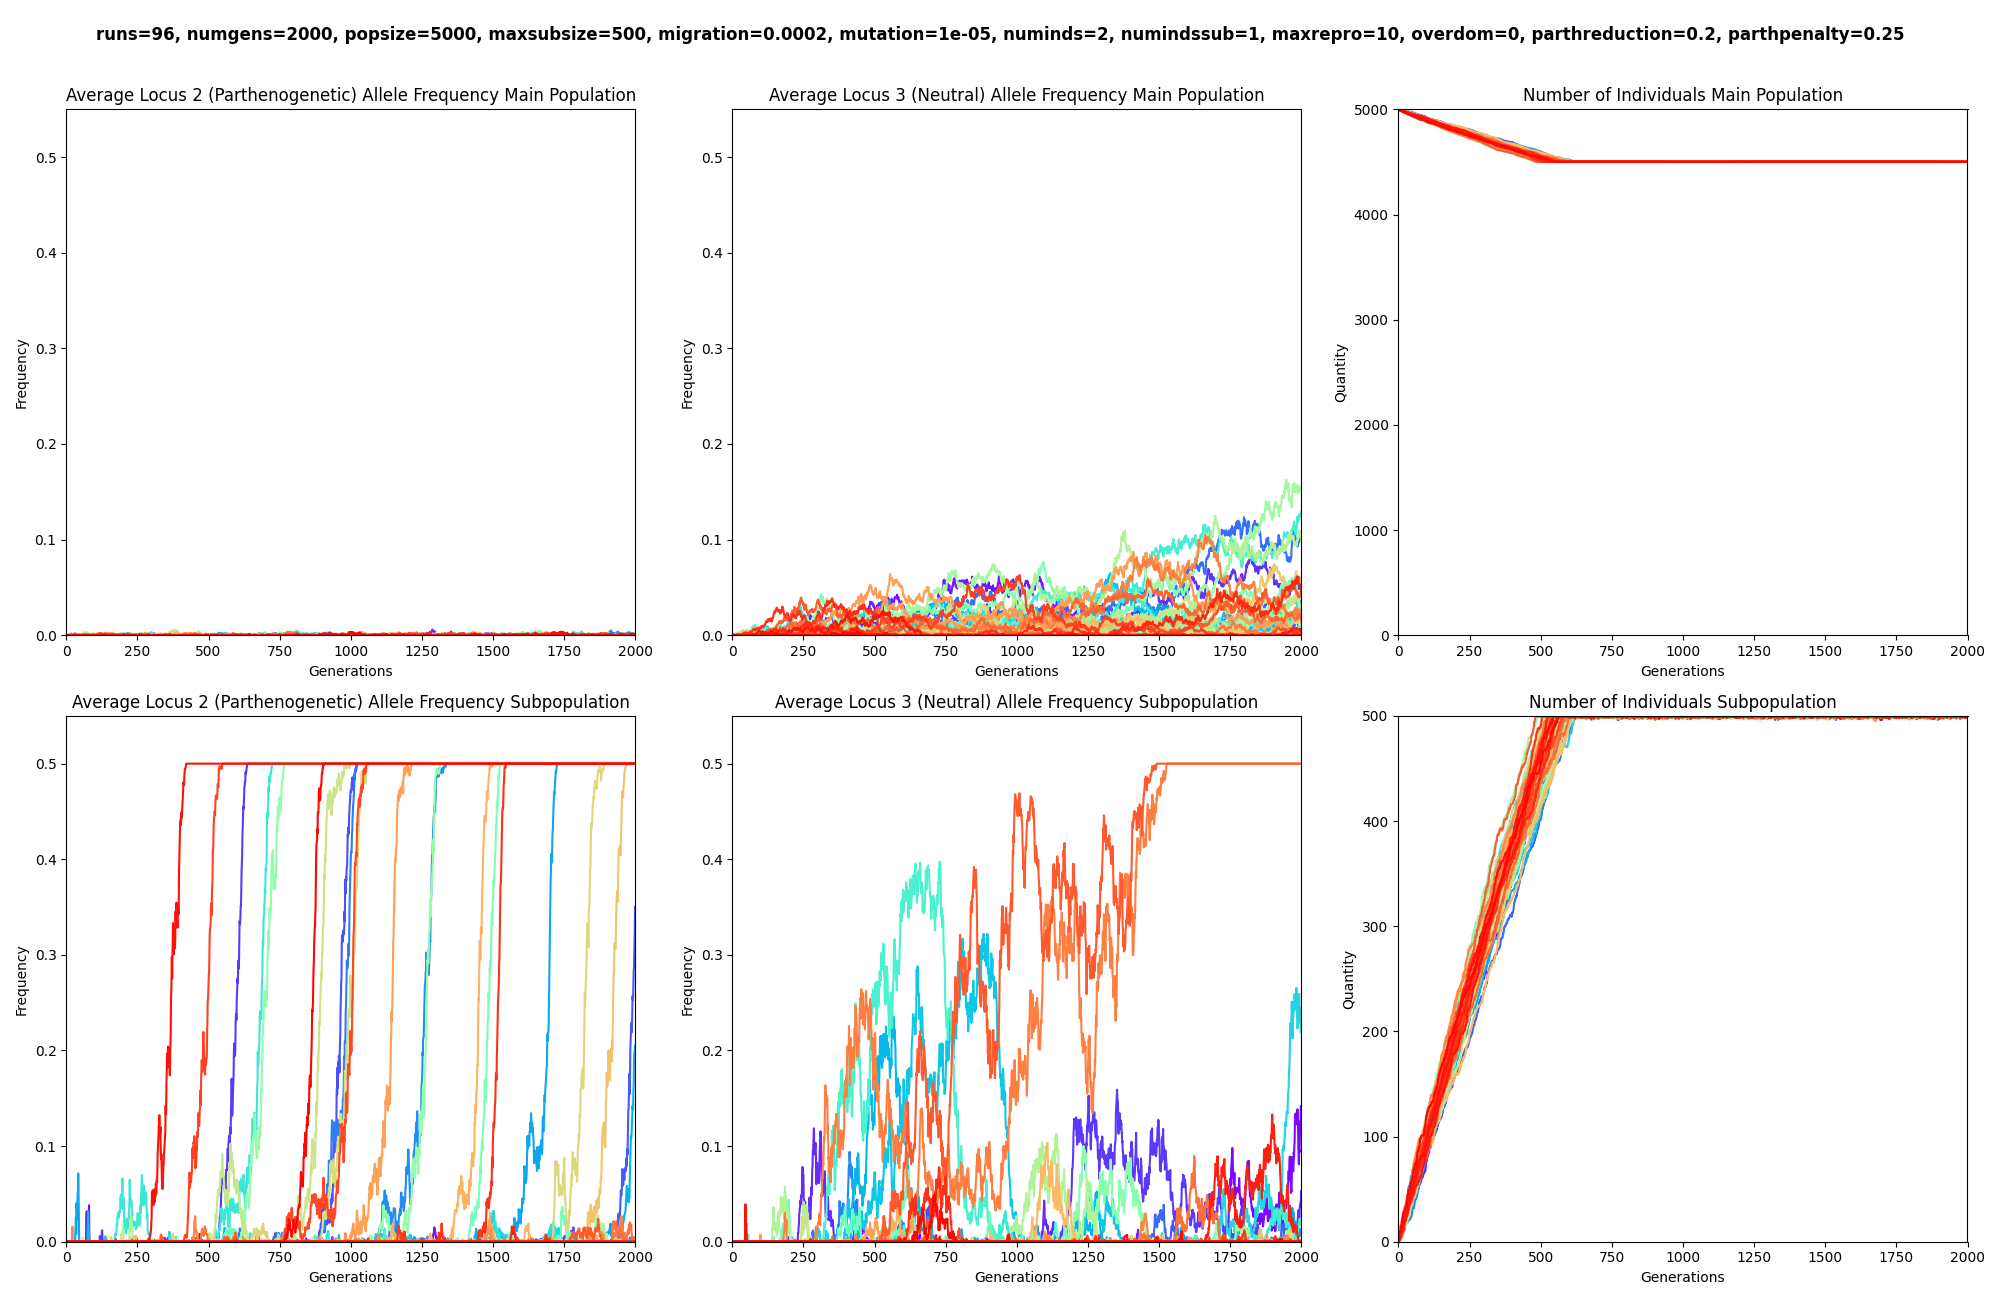 runs=96, numgens=2000, popsize=5000, maxsubsize=500, migration=0.0002, mutation=1e-05, numinds=2, numindssub=1, maxrepro=10, overdom=0, parthreduction=0.2, parthpenalty=0.25
Average Locus 2 (Parthenogenetic) Allele Frequency Main Population
Frequency
0.5
0.4
0.3
0.2
0.1
0.0
0 250 500 750 1000 1250 1500 1750 2000
Generations
Average Locus 3 (Neutral) Allele Frequency Main Population
Frequency
0.5
0.4
0.3
0.2
0.1
0.0
0 250 500 750 1000 1250 1500 1750 2000
Generations
Number of Individuals Main Population
Quantity
5000
4000
3000
2000
1000
0
0 250 500 750 1000 1250 1500 1750 2000
Generations
Average Locus 2 (Parthenogenetic) Allele Frequency Subpopulation
Frequency
0.5
0.4
0.3
0.2
0.1
0.0
0 250 500 750 1000 1250 1500 1750 2000
Generations
Average Locus 3 (Neutral) Allele Frequency Subpopulation
Frequency
0.5
0.4
0.3
0.2
0.1
0.0
0 250 500 750 1000 1250 1500 1750 2000
Generations
Number of Individuals Subpopulation
Quantity
500
400
300
200
100
0
0 250 500 750 1000 1250 1500 1750 2000
Generations